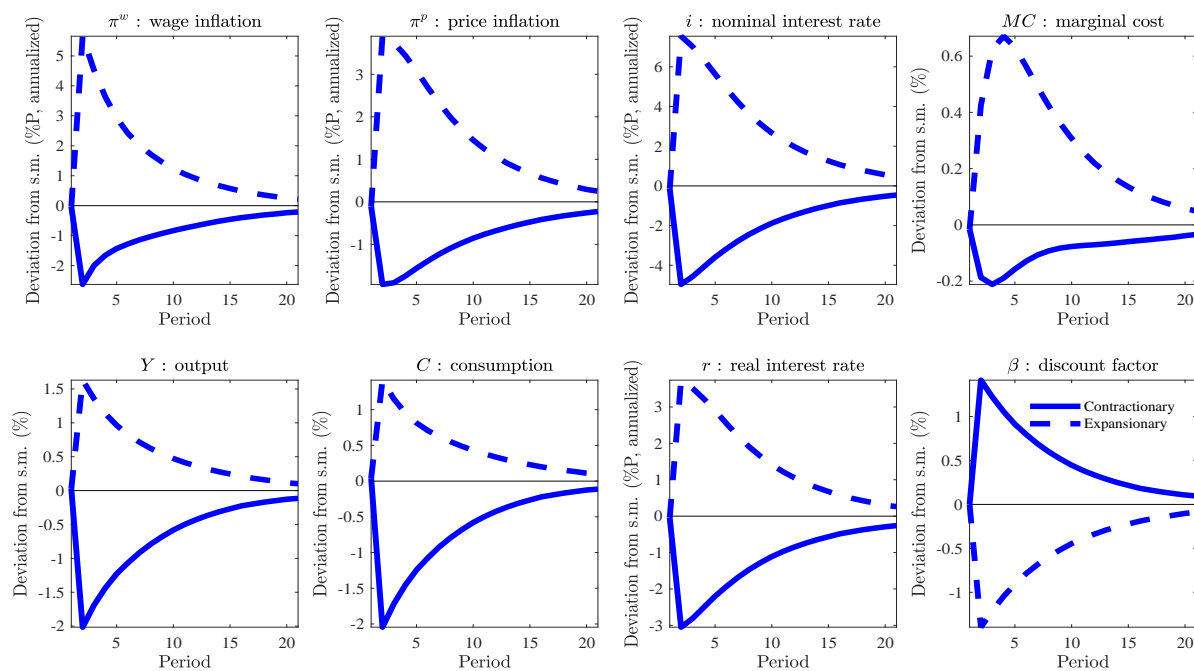 π^w : wage inflation
Deviation from s.m. (%P, annualized)
5
4
3
2
1
0
-1
-2
5 10 15 20
Period
π^p : price inflation
Deviation from s.m. (%P, annualized)
3
2
1
0
-1
5 10 15 20
Period
i : nominal interest rate
Deviation from s.m. (%P, annualized)
6
4
2
0
-2
-4
5 10 15 20
Period
MC : marginal cost
Deviation from s.m. (%)
0.6
0.4
0.2
0
-0.2
5 10 15 20
Period
Y : output
Deviation from s.m. (%)
1.5
1
0.5
0
-0.5
-1
-1.5
-2
5 10 15 20
Period
C : consumption
Deviation from s.m. (%)
1
0.5
0
-0.5
-1
-1.5
-2
5 10 15 20
Period
r : real interest rate
Deviation from s.m. (%P, annualized)
3
2
1
0
-1
-2
-3
5 10 15 20
Period
β : discount factor
Deviation from s.m. (%)
1
0.5
0
-0.5
-1
Contractionary
Expansionary
5 10 15 20
Period